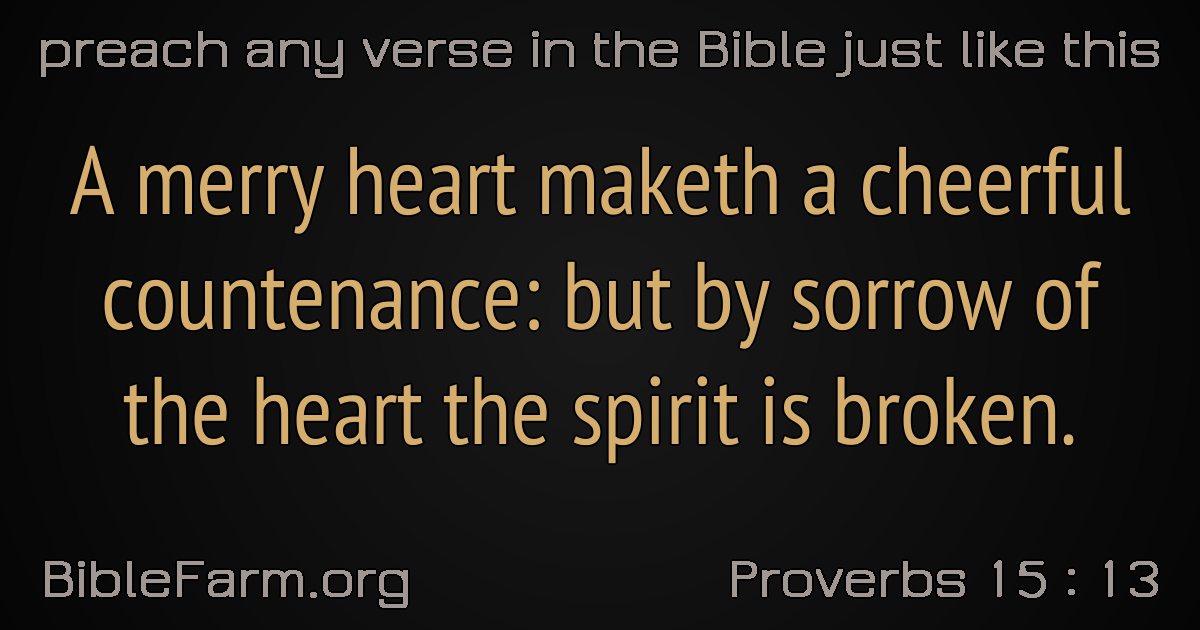 preach any verse in the Bible just like this
A merry heart maketh a cheerful
countenance: but by sorrow of
the heart the spirit is broken.
BibleFarm.org
Proverbs 15 : 13